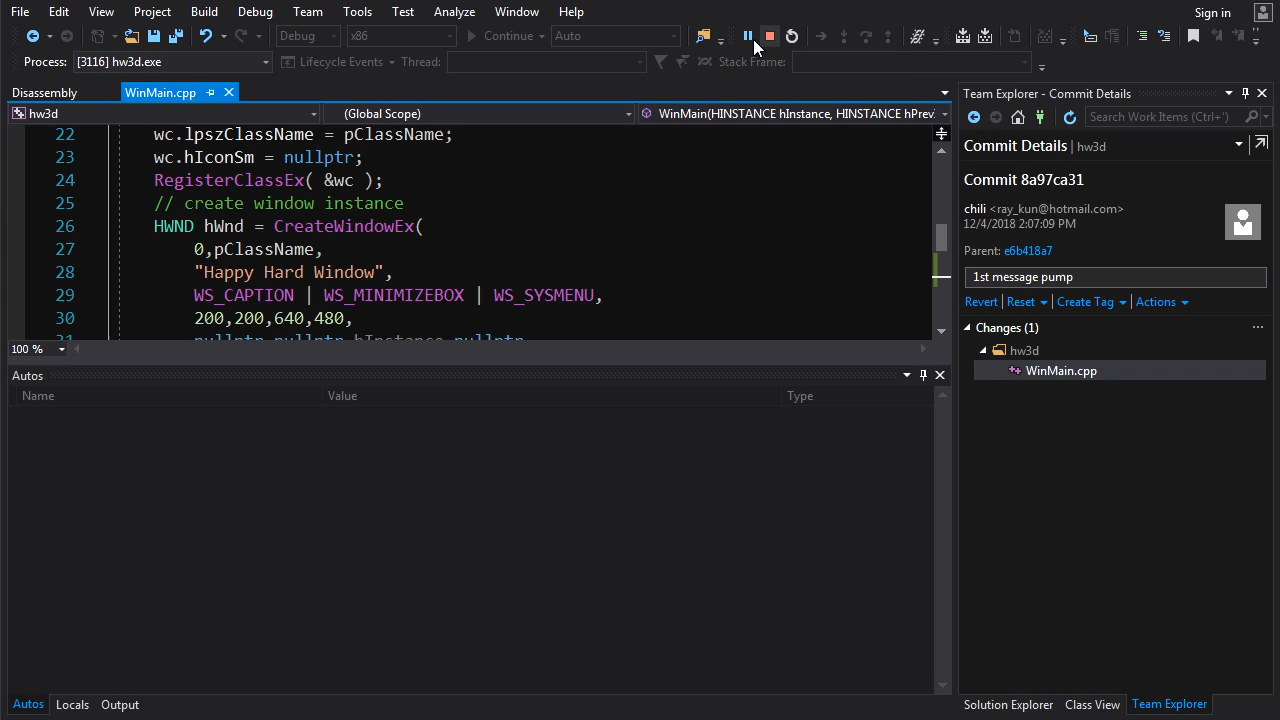 File Edit View Project Build Debug Team Tools Test Analyze Window Help Sign in
Debug x86 Continue Auto
Process: [3116] hw3d.exe Lifecycle Events Thread: Stack Frame:
Disassembly WinMain.cpp
hw3d (Global Scope) WinMain(HINSTANCE hInstance, HINSTANCE hPrev
22 wc.lpszClassName = pClassName;
23 wc.hIconSm = nullptr;
24 RegisterClassEx( &wc );
25 // create window instance
26 HWND hWnd = CreateWindowEx(
27 0,pClassName,
28 "Happy Hard Window",
29 WS_CAPTION | WS_MINIMIZEBOX | WS_SYSMENU,
30 200,200,640,480,
31 nullptr,nullptr,hInstance,nullptr
100 %
Autos
Name Value Type
Autos Locals Output
Team Explorer - Commit Details
Search Work Items (Ctrl+')
Commit Details | hw3d
Commit 8a97ca31
chili <ray_kun@hotmail.com>
12/4/2018 2:07:09 PM
Parent: e6b418a7
1st message pump
Revert Reset Create Tag Actions
Changes (1)
hw3d
WinMain.cpp
Solution Explorer Class View Team Explorer